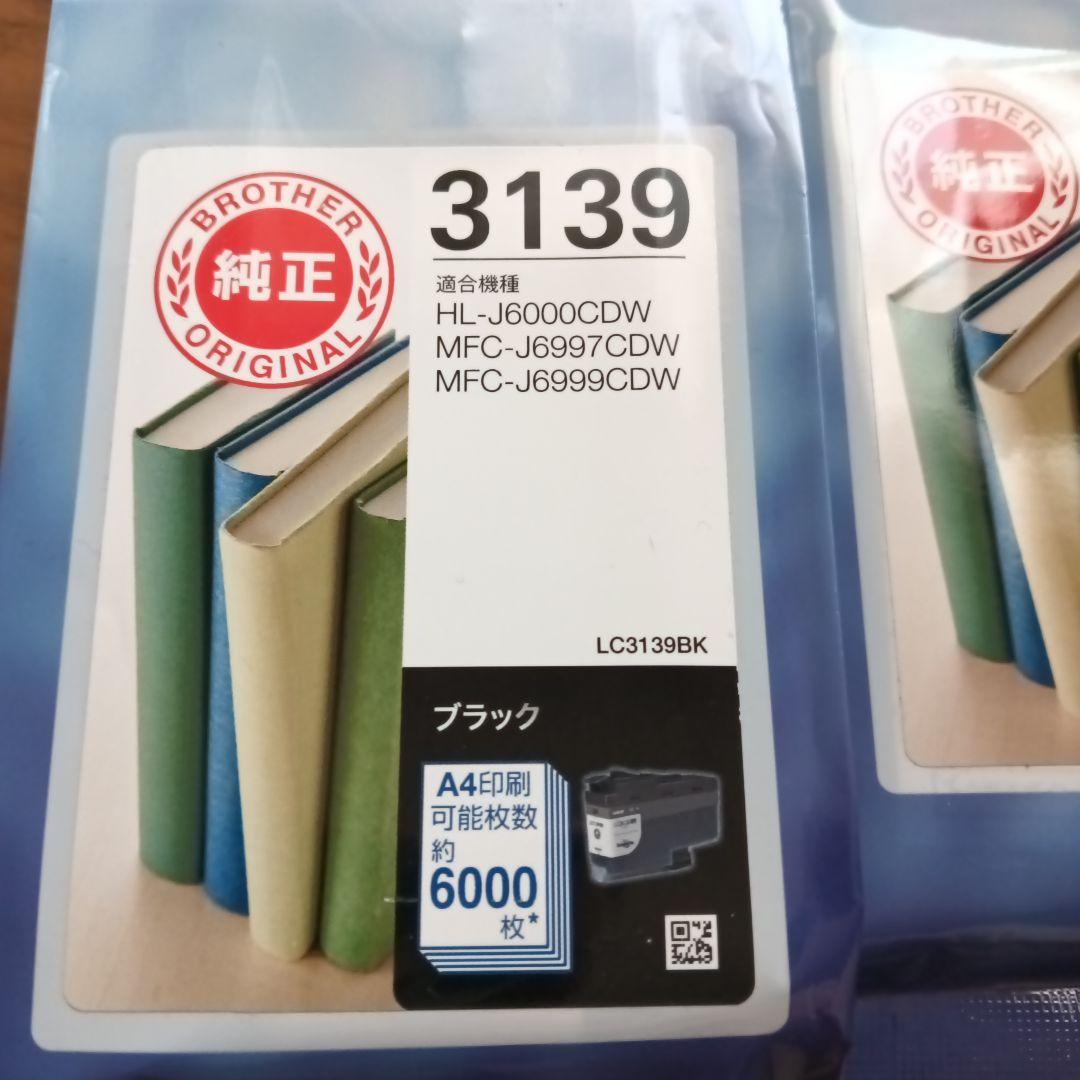 BROTHER
純正
ORIGINAL
3139
適合機種
HL-J6000CDW
MFC-J6997CDW
MFC-J6999CDW
LC3139BK
ブラック
A4印刷
可能枚数
約
6000
枚*
BROTHER
純正
ORIGINAL